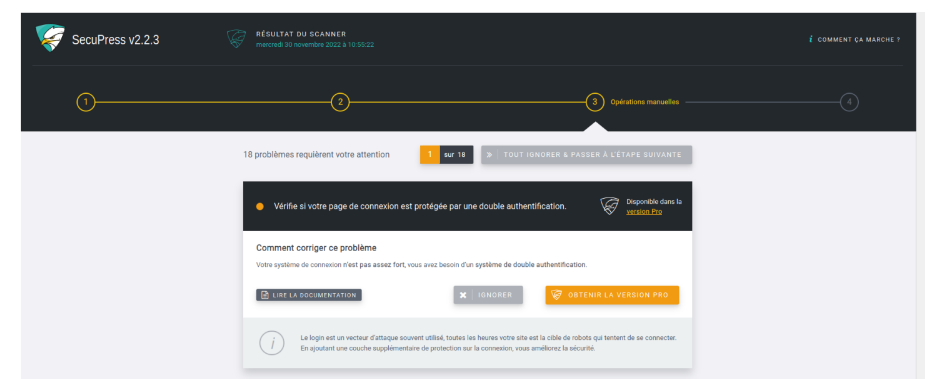 SecuPress v2.2.3
RÉSULTAT DU SCANNER
mercredi 30 novembre 2022 à 10:55:22
i COMMENT ÇA MARCHE ?
1
2
3 Opérations manuelles
4
18 problèmes requièrent votre attention
1 sur 18
TOUT IGNORER & PASSER À L'ÉTAPE SUIVANTE
Vérifie si votre page de connexion est protégée par une double authentification.
Disponible dans la
version Pro
Comment corriger ce problème
Votre système de connexion n'est pas assez fort, vous avez besoin d'un système de double authentification.
LIRE LA DOCUMENTATION
IGNORER
OBTENIR LA VERSION PRO
i
Le login est un vecteur d'attaque souvent utilisé, toutes les heures votre site est la cible de robots qui tentent de se connecter.
En ajoutant une couche supplémentaire de protection sur la connexion, vous améliorez la sécurité.